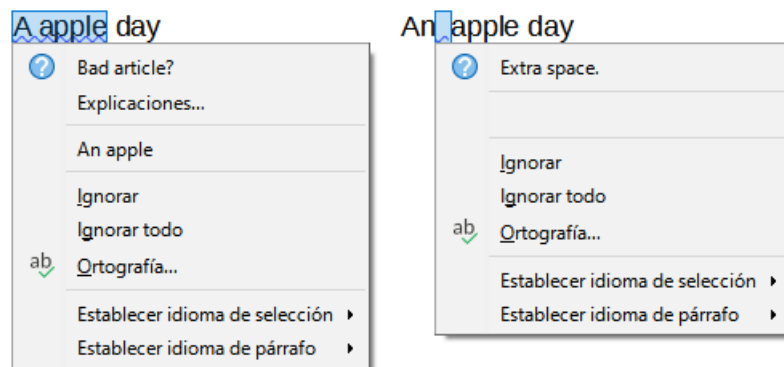 A apple day
Bad article?
Explicaciones...
An apple
Ignorar
Ignorar todo
Ortografía...
Establecer idioma de selección
Establecer idioma de párrafo
An  apple day
Extra space.
Ignorar
Ignorar todo
Ortografía...
Establecer idioma de selección
Establecer idioma de párrafo